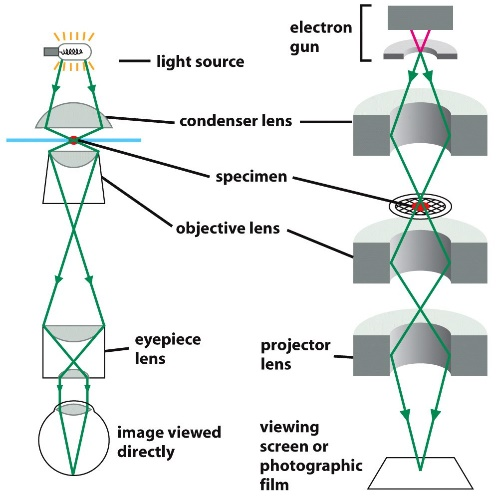 electron
gun
light source
condenser lens
specimen
objective lens
eyepiece
lens
projector
lens
image viewed
directly
viewing
screen or
photographic
film